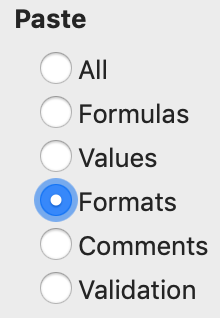 Paste
All
Formulas
Values
Formats
Comments
Validation